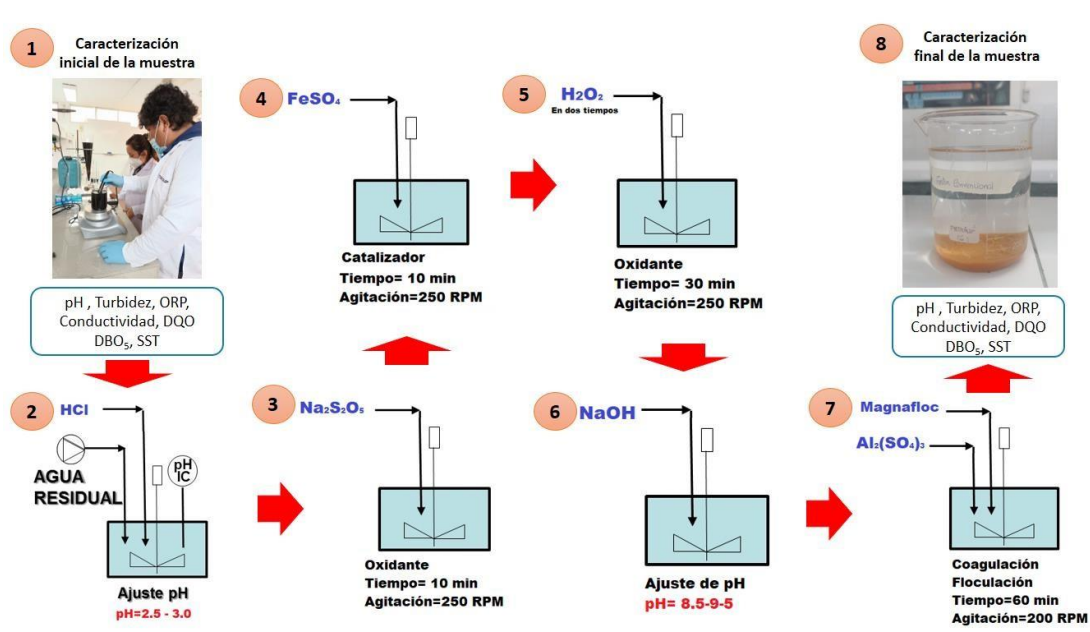 1
Caracterización
inicial de la muestra
pH , Turbidez, ORP,
Conductividad, DQO
DBO₅, SST
2
HCl
AGUA
RESIDUAL
pH
IC
Ajuste pH
pH=2.5 - 3.0
3
Na₂S₂O₅
Oxidante
Tiempo= 10 min
Agitación=250 RPM
4
FeSO₄
Catalizador
Tiempo= 10 min
Agitación=250 RPM
5
H₂O₂
En dos tiempos
Oxidante
Tiempo= 30 min
Agitación=250 RPM
6
NaOH
Ajuste de pH
pH= 8.5-9-5
7
Magnafloc
Al₂(SO₄)₃
Coagulación
Floculación
Tiempo=60 min
Agitación=200 RPM
8
Caracterización
final de la muestra
pH , Turbidez, ORP,
Conductividad, DQO
DBO₅, SST